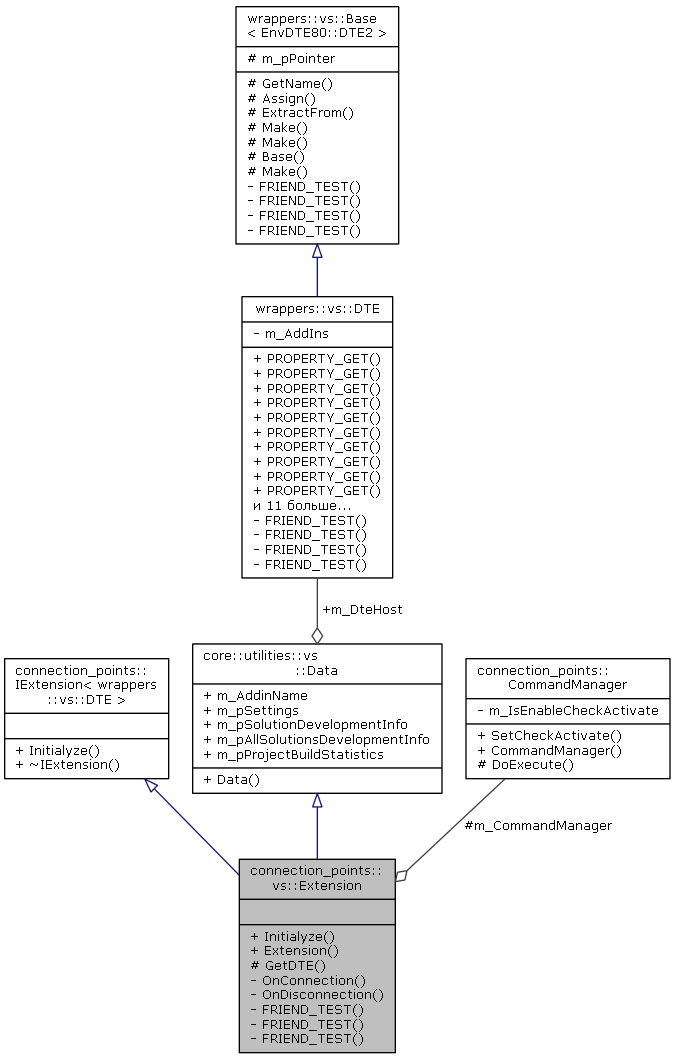 wrappers::vs::Base
< EnvDTE80::DTE2 >
# m_pPointer
# GetName()
# Assign()
# ExtractFrom()
# Make()
# Make()
# Base()
# Make()
- FRIEND_TEST()
- FRIEND_TEST()
- FRIEND_TEST()
- FRIEND_TEST()
wrappers::vs::DTE
- m_AddIns
+ PROPERTY_GET()
+ PROPERTY_GET()
+ PROPERTY_GET()
+ PROPERTY_GET()
+ PROPERTY_GET()
+ PROPERTY_GET()
+ PROPERTY_GET()
+ PROPERTY_GET()
+ PROPERTY_GET()
+ PROPERTY_GET()
и 11 больше...
- FRIEND_TEST()
- FRIEND_TEST()
- FRIEND_TEST()
- FRIEND_TEST()
+m_DteHost
connection_points::
IExtension< wrappers
::vs::DTE >
+ Initialyze()
+ ~IExtension()
core::utilities::vs
::Data
+ m_AddinName
+ m_pSettings
+ m_pSolutionDevelopmentInfo
+ m_pAllSolutionsDevelopmentInfo
+ m_pProjectBuildStatistics
+ Data()
connection_points::
CommandManager
- m_IsEnableCheckActivate
+ SetCheckActivate()
+ CommandManager()
# DoExecute()
#m_CommandManager
connection_points::
vs::Extension
+ Initialyze()
+ Extension()
# GetDTE()
- OnConnection()
- OnDisconnection()
- FRIEND_TEST()
- FRIEND_TEST()
- FRIEND_TEST()